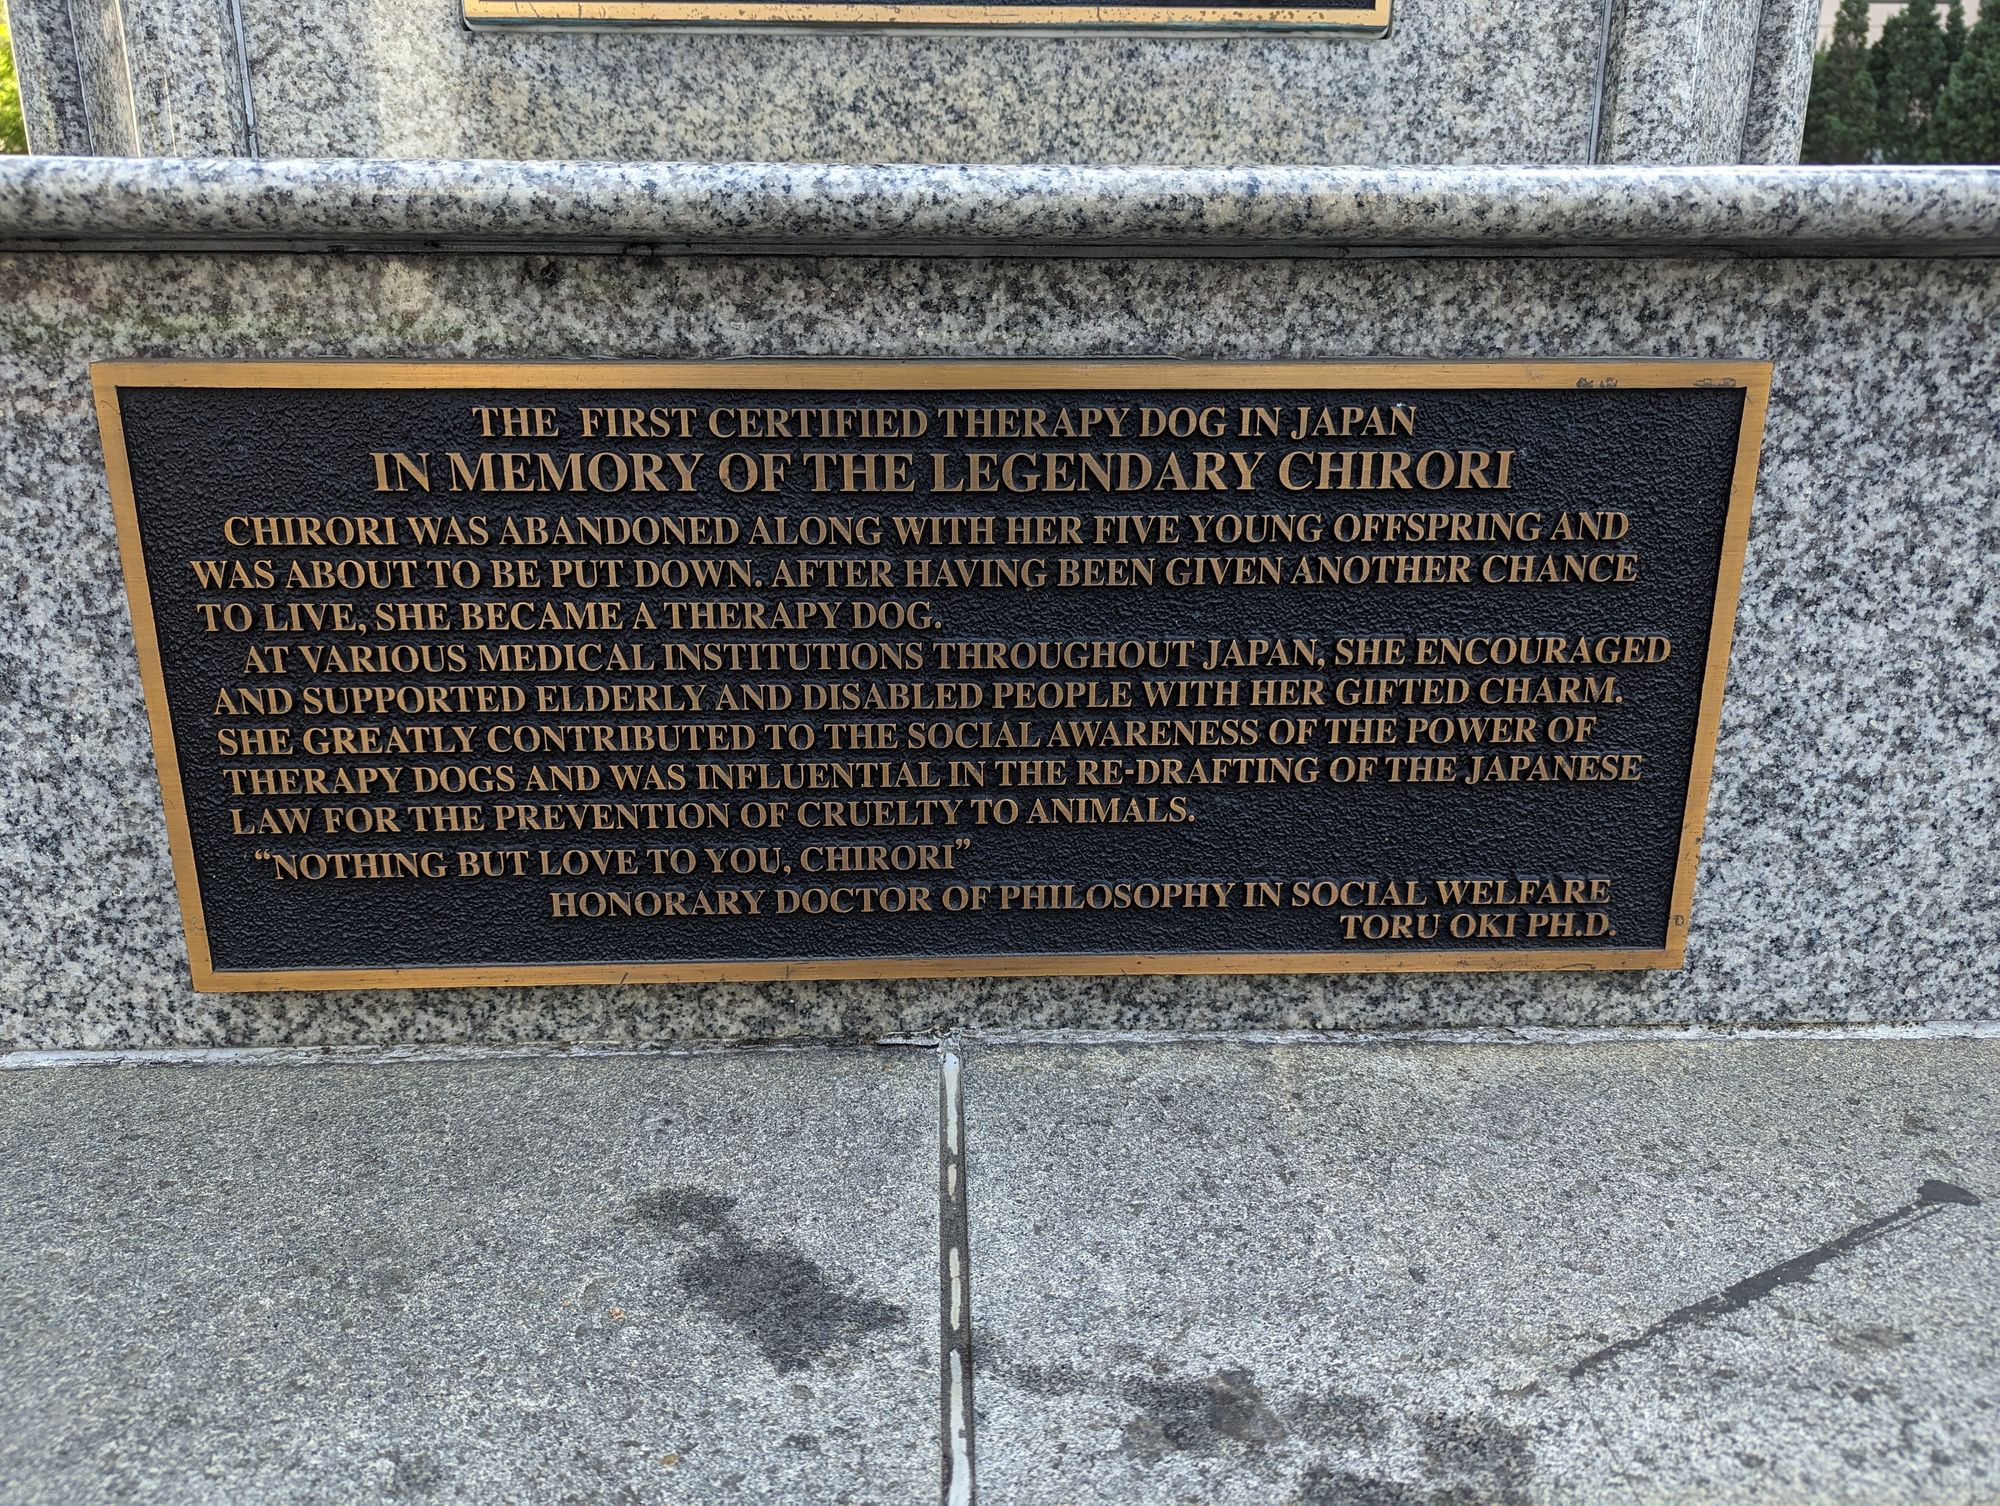 THE FIRST CERTIFIED THERAPY DOG IN JAPAN
IN MEMORY OF THE LEGENDARY CHIRORI
CHIRORI WAS ABANDONED ALONG WITH HER FIVE YOUNG OFFSPRING AND
WAS ABOUT TO BE PUT DOWN. AFTER HAVING BEEN GIVEN ANOTHER CHANCE
TO LIVE, SHE BECAME A THERAPY DOG.
AT VARIOUS MEDICAL INSTITUTIONS THROUGHOUT JAPAN, SHE ENCOURAGED
AND SUPPORTED ELDERLY AND DISABLED PEOPLE WITH HER GIFTED CHARM.
SHE GREATLY CONTRIBUTED TO THE SOCIAL AWARENESS OF THE POWER OF
THERAPY DOGS AND WAS INFLUENTIAL IN THE RE-DRAFTING OF THE JAPANESE
LAW FOR THE PREVENTION OF CRUELTY TO ANIMALS.
“NOTHING BUT LOVE TO YOU, CHIRORI”
HONORARY DOCTOR OF PHILOSOPHY IN SOCIAL WELFARE
TORU OKI PH.D.